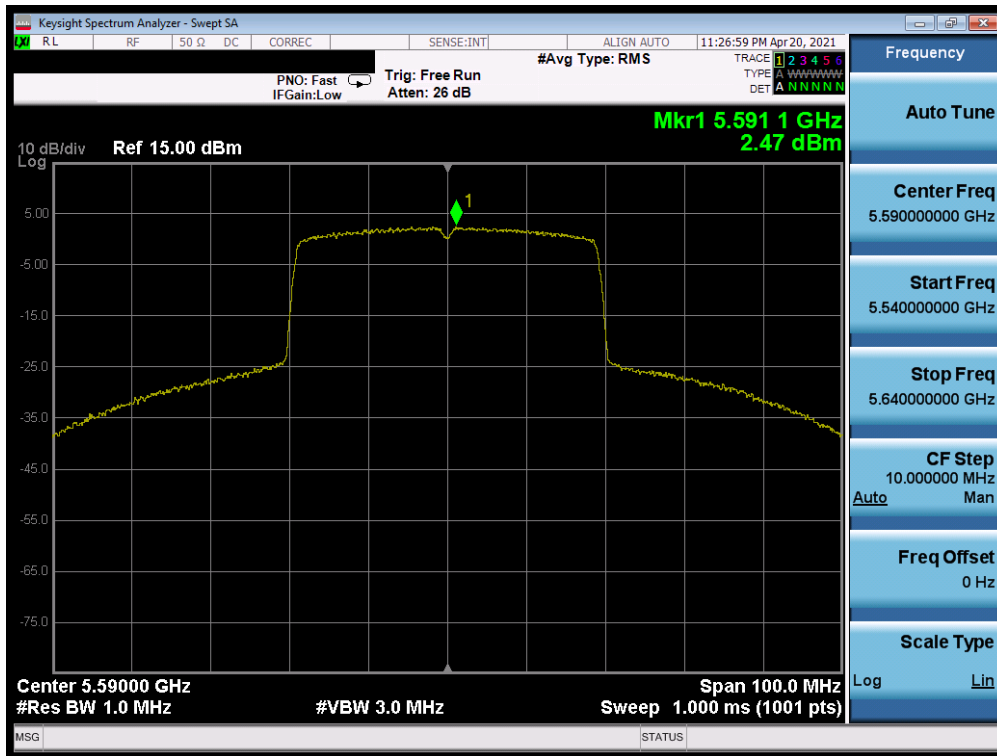 Keysight Spectrum Analyzer - Swept SA
LXI RL RF 50 Ω DC CORREC SENSE:INT ALIGN AUTO 11:26:59 PM Apr 20, 2021
PNO: Fast
IFGain:Low
Trig: Free Run
Atten: 26 dB
#Avg Type: RMS
TRACE 1 2 3 4 5 6
TYPE A WWWWW
DET A N N N N N
Mkr1 5.591 1 GHz
2.47 dBm
10 dB/div
Log
Ref 15.00 dBm
1
5.00
-5.00
-15.0
-25.0
-35.0
-45.0
-55.0
-65.0
-75.0
Center 5.59000 GHz
Span 100.0 MHz
#Res BW 1.0 MHz
#VBW 3.0 MHz
Sweep 1.000 ms (1001 pts)
MSG
STATUS
Frequency
Auto Tune
Center Freq
5.590000000 GHz
Start Freq
5.540000000 GHz
Stop Freq
5.640000000 GHz
CF Step
10.000000 MHz
Auto Man
Freq Offset
0 Hz
Scale Type
Log Lin